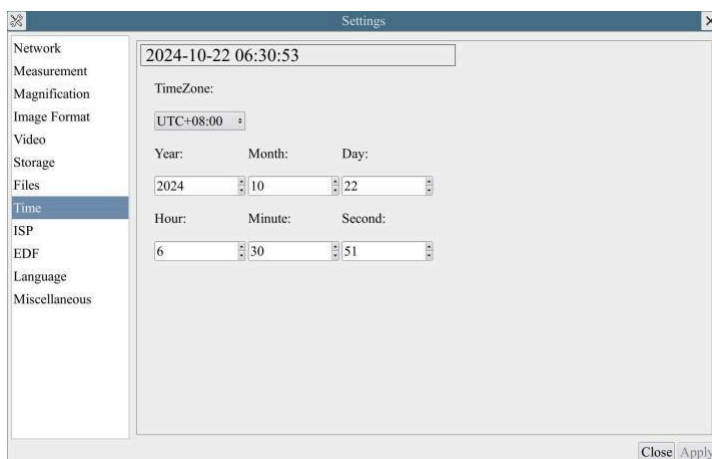 Settings
Network
Measurement
Magnification
Image Format
Video
Storage
Files
Time
ISP
EDF
Language
Miscellaneous
2024-10-22 06:30:53
TimeZone:
UTC+08:00
Year: Month: Day:
2024 10 22
Hour: Minute: Second:
6 30 51
Close Apply